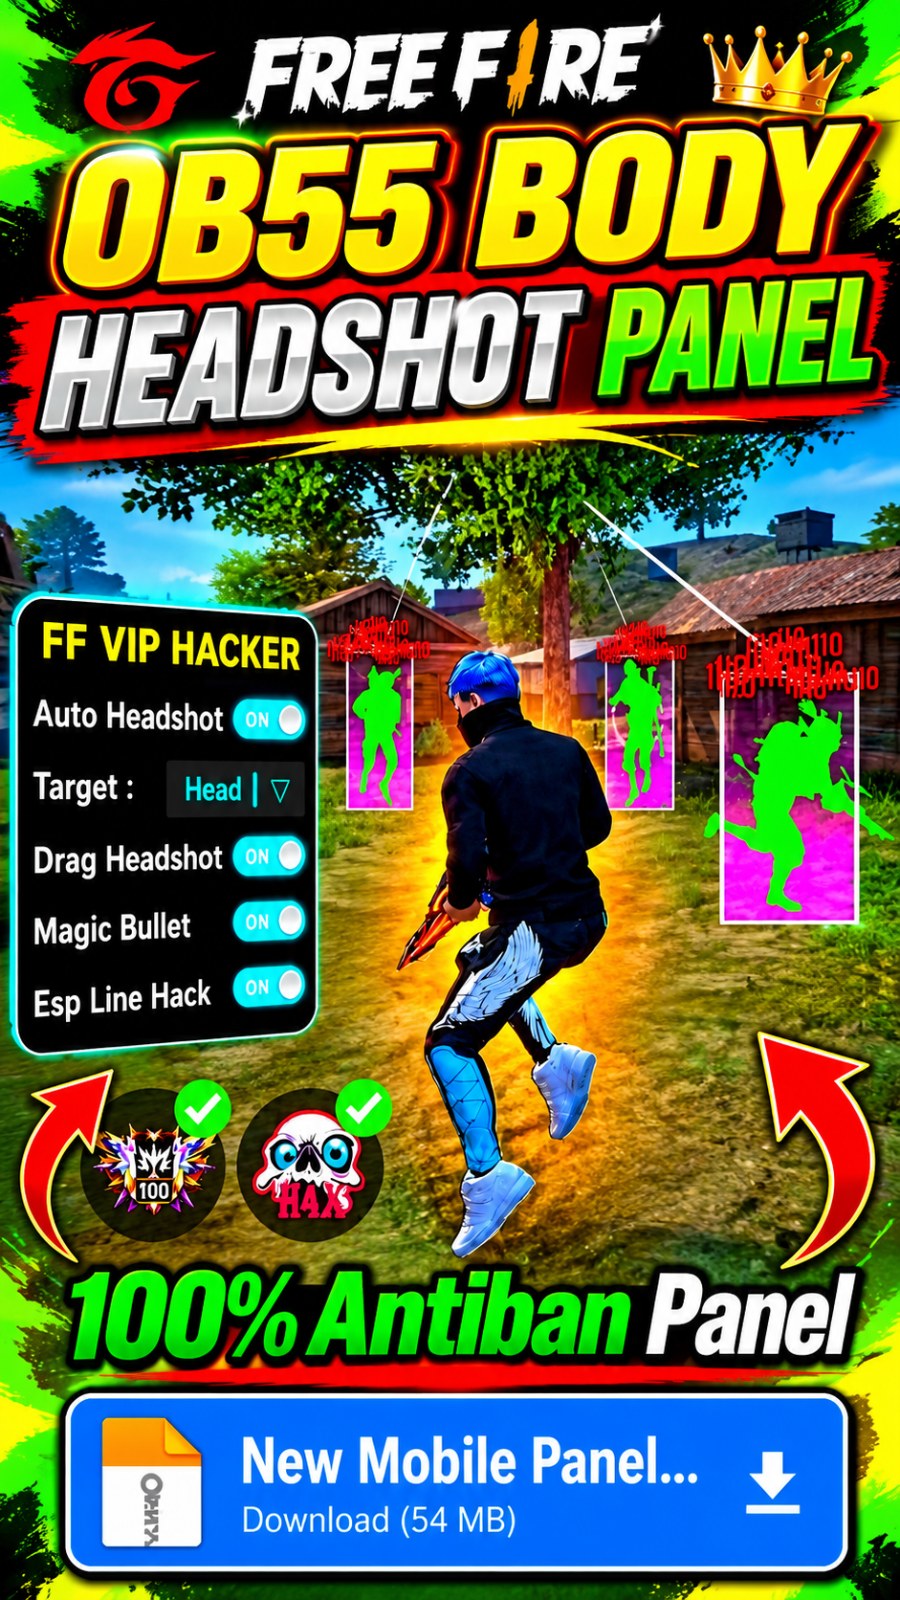 FREE FIRE
OB55 BODY
HEADSHOT PANEL
FF VIP HACKER
Auto Headshot ON
Target : Head
Drag Headshot ON
Magic Bullet ON
Esp Line Hack ON
100
H4X
100% Antiban Panel
New Mobile Panel...
Download (54 MB)